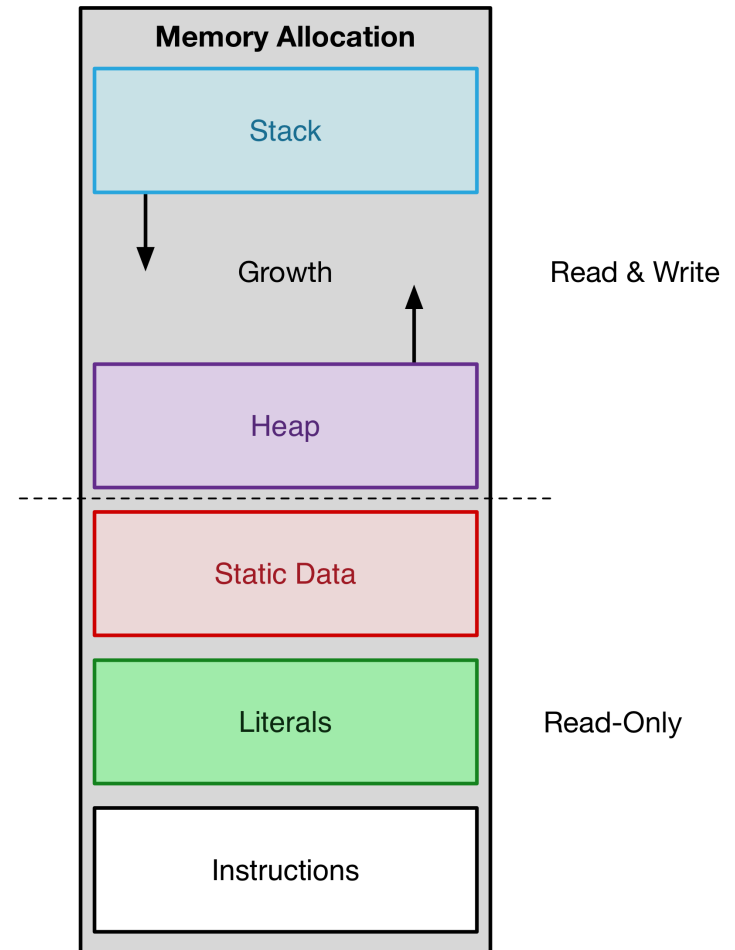 Memory Allocation
Stack
Growth
Read & Write
Heap
Static Data
Literals
Read-Only
Instructions